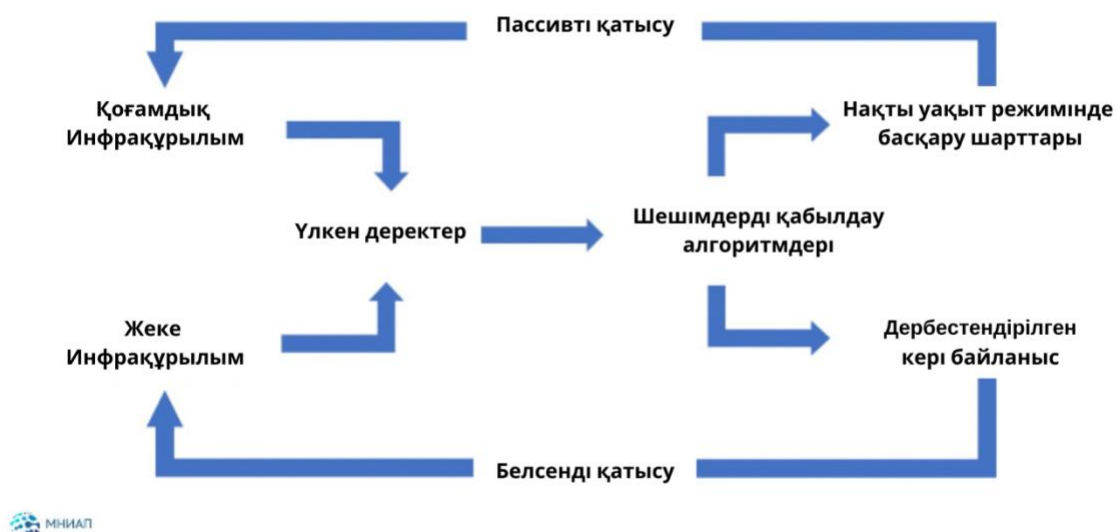 Пассивті қатысу
Қоғамдық
Инфрақұрылым
Нақты уақыт режимінде
басқару шарттары
Үлкен деректер
Шешімдерді қабылдау
алгоритмдері
Жеке
Инфрақұрылым
Дербестендірілген
кері байланыс
Белсенді қатысу
МНИАП